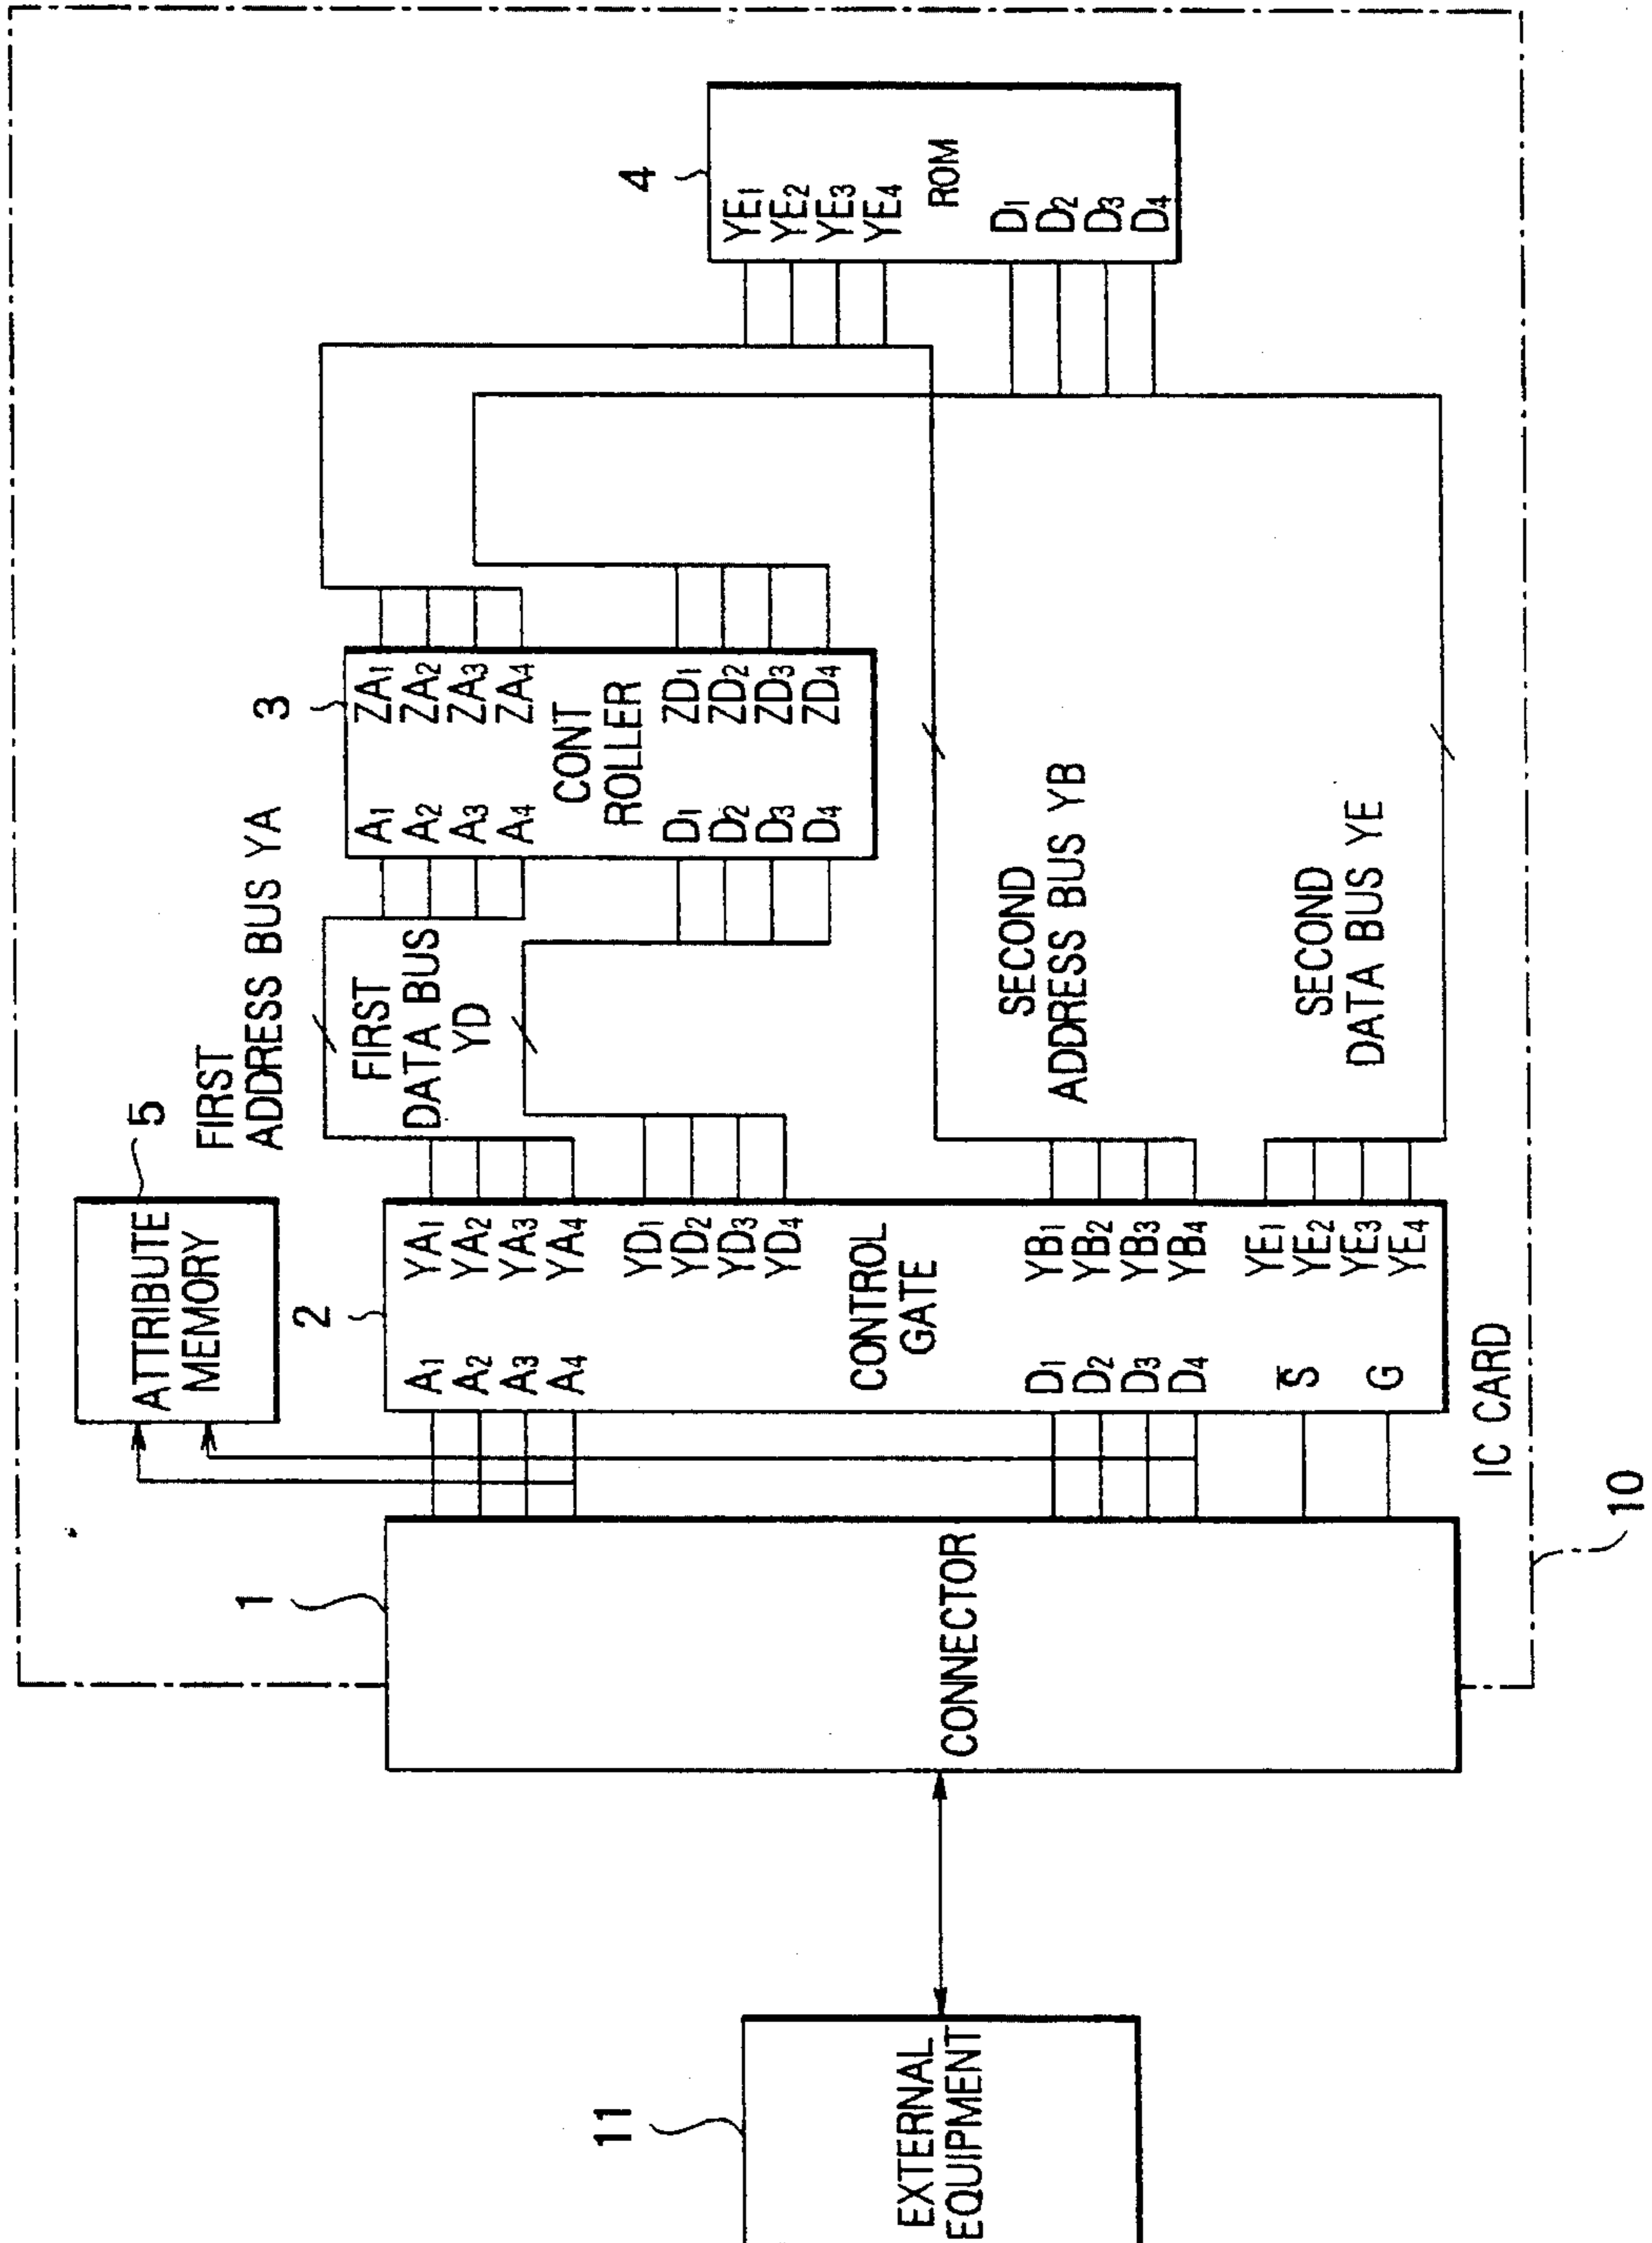 11
EXTERNAL
EQUIPMENT
1
CONNECTOR
10
IC CARD
5
ATTRIBUTE
MEMORY
2
A1
A2
A3
A4
D1
D2
D3
D4
S̅
G
CONTROL
GATE
YA1
YA2
YA3
YA4
YD1
YD2
YD3
YD4
YB1
YB2
YB3
YB4
YE1
YE2
YE3
YE4
FIRST
ADDRESS BUS YA
FIRST
DATA BUS
YD
SECOND
ADDRESS BUS YB
SECOND
DATA BUS YE
3
A1
A2
A3
A4
D1
D2
D3
D4
CONT
ROLLER
ZA1
ZA2
ZA3
ZA4
ZD1
ZD2
ZD3
ZD4
4
YE1
YE2
YE3
YE4
ROM
D1
D2
D3
D4